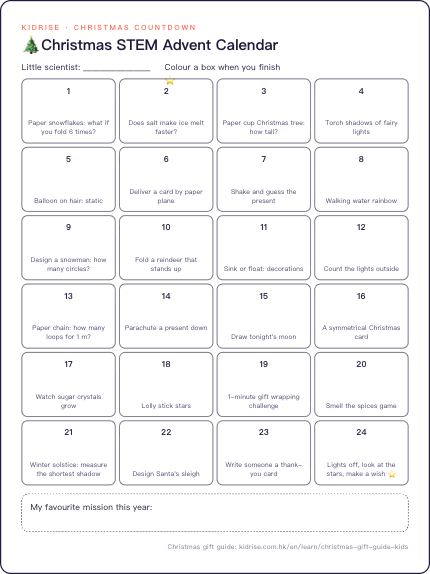 KIDRISE · CHRISTMAS COUNTDOWN
🎄Christmas STEM Advent Calendar
Little scientist: ________________ Colour a box when you finish
1
Paper snowflakes: what if
you fold 6 times?
2
Does salt make ice melt
faster?
3
Paper cup Christmas tree:
how tall?
4
Torch shadows of fairy
lights
5
Balloon on hair: static
6
Deliver a card by paper
plane
7
Shake and guess the
present
8
Walking water rainbow
9
Design a snowman: how
many circles?
10
Fold a reindeer that
stands up
11
Sink or float: decorations
12
Count the lights outside
13
Paper chain: how many
loops for 1 m?
14
Parachute a present down
15
Draw tonight's moon
16
A symmetrical Christmas
card
17
Watch sugar crystals
grow
18
Lolly stick stars
19
1-minute gift wrapping
challenge
20
Smell the spices game
21
Winter solstice: measure
the shortest shadow
22
Design Santa's sleigh
23
Write someone a thank-
you card
24
Lights off, look at the
stars, make a wish ⭐
My favourite mission this year:
Christmas gift guide: kidrise.com.hk/en/learn/christmas-gift-guide-kids